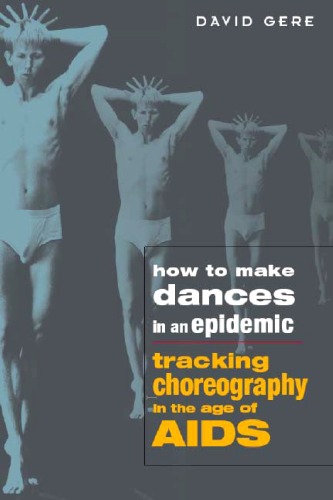 DAVID GERE
how to make
dances
in an epidemic
tracking
choreography
in the age of
AIDS